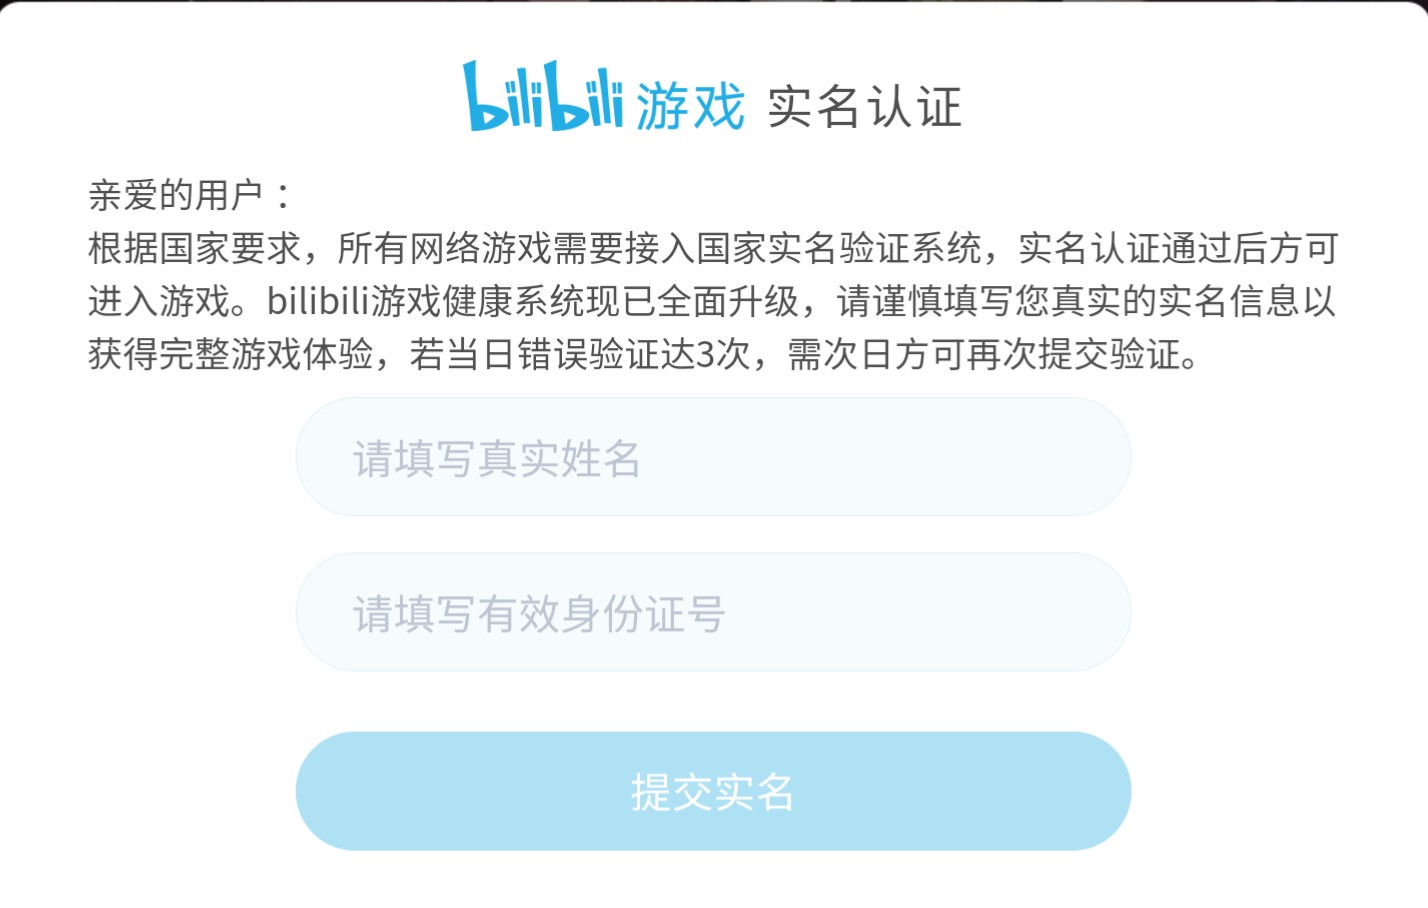 bilibili游戏 实名认证
亲爱的用户：
根据国家要求，所有网络游戏需要接入国家实名验证系统，实名认证通过后方可
进入游戏。bilibili游戏健康系统现已全面升级，请谨慎填写您真实的实名信息以
获得完整游戏体验，若当日错误验证达3次，需次日方可再次提交验证。
请填写真实姓名
请填写有效身份证号
提交实名